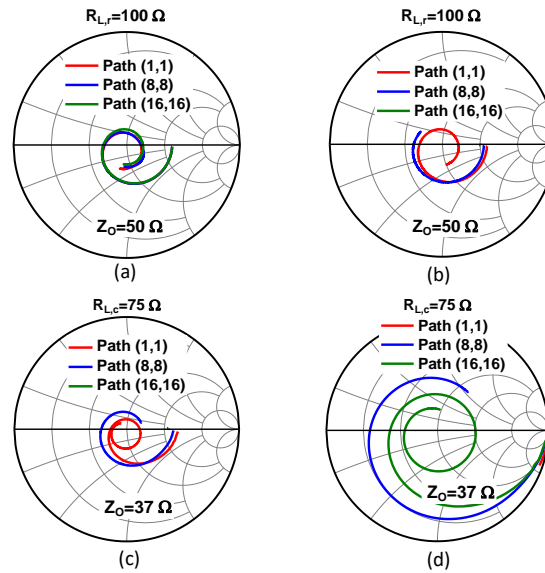 R_L,r=100 Ω
Path (1,1)
Path (8,8)
Path (16,16)
Z_O=50 Ω
(a)
R_L,r=100 Ω
Path (1,1)
Path (8,8)
Path (16,16)
Z_O=50 Ω
(b)
R_L,c=75 Ω
Path (1,1)
Path (8,8)
Path (16,16)
Z_O=37 Ω
(c)
R_L,c=75 Ω
Path (1,1)
Path (8,8)
Path (16,16)
Z_O=37 Ω
(d)